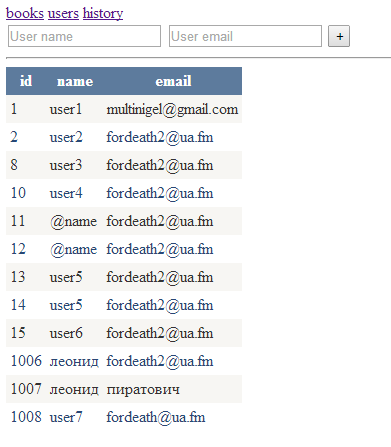 books users history
User name User email +
id name email
1 user1 multinigel@gmail.com
2 user2 fordeath2@ua.fm
8 user3 fordeath2@ua.fm
10 user4 fordeath2@ua.fm
11 @name fordeath2@ua.fm
12 @name fordeath2@ua.fm
13 user5 fordeath2@ua.fm
14 user5 fordeath2@ua.fm
15 user6 fordeath2@ua.fm
1006 леонид fordeath2@ua.fm
1007 леонид пиратович
1008 user7 fordeath@ua.fm